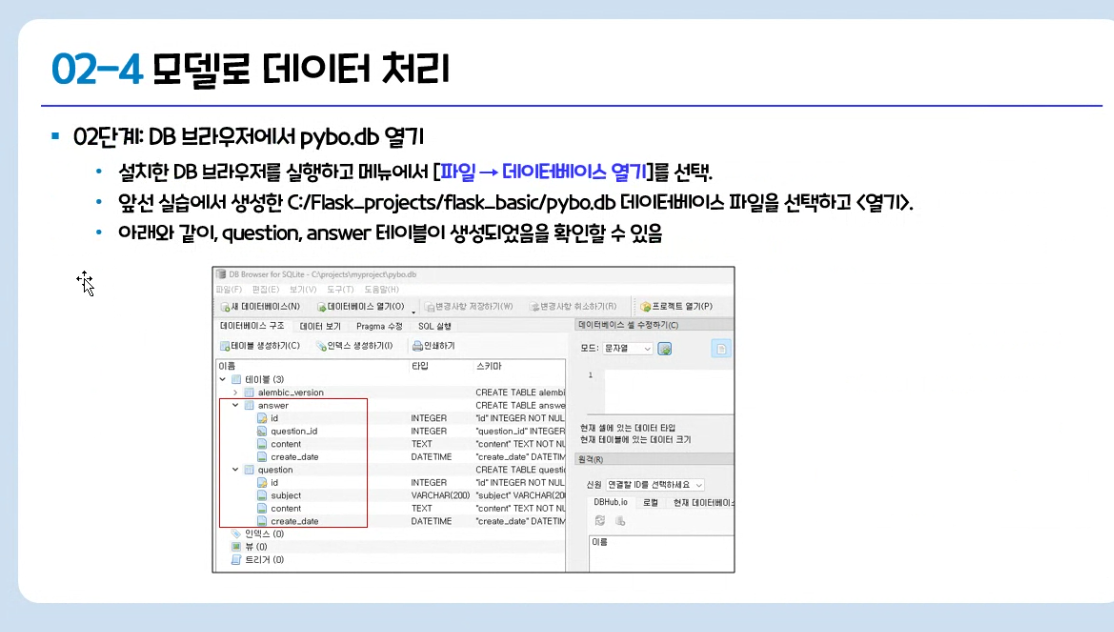 02-4 모델로 데이터 처리
02단계: DB 브라우저에서 pybo.db 열기
설치한 DB 브라우저를 실행하고 메뉴에서 [파일 → 데이터베이스 열기]를 선택.
앞선 실습에서 생성한 C:/Flask_projects/flask_basic/pybo.db 데이터베이스 파일을 선택하고 <열기>.
아래와 같이, question, answer 테이블이 생성되었음을 확인할 수 있음
DB Browser for SQLite - C:\projects\myproject\pybo.db
파일(F) 편집(E) 보기(V) 도구(T) 도움말(H)
새 데이터베이스(N) 데이터베이스 열기(O) 변경사항 저장하기(W) 변경사항 취소하기(R) 프로젝트 열기(P)
데이터베이스 구조 데이터 보기 Pragma 수정 SQL 실행
테이블 생성하기(C) 인덱스 생성하기(I) 인쇄하기
이름 타입 스키마
테이블 (3)
alembic_version CREATE TABLE alembi
answer CREATE TABLE answe
id INTEGER "id" INTEGER NOT NUL
question_id INTEGER "question_id" INTEGER
content TEXT "content" TEXT NOT NU
create_date DATETIME "create_date" DATETIM
question CREATE TABLE questi
id INTEGER "id" INTEGER NOT NUL
subject VARCHAR(200) "subject" VARCHAR(20
content TEXT "content" TEXT NOT NU
create_date DATETIME "create_date" DATETIM
인덱스 (0)
뷰 (0)
트리거 (0)
데이터베이스 셀 수정하기(C)
모드: 문자열
1
현재 셀에 있는 데이터 타입
현재 테이블에 있는 데이터 크기
원격(R)
신원 연결할 ID를 선택하세요
DBHub.io 로컬 현재 데이터베이스
이름